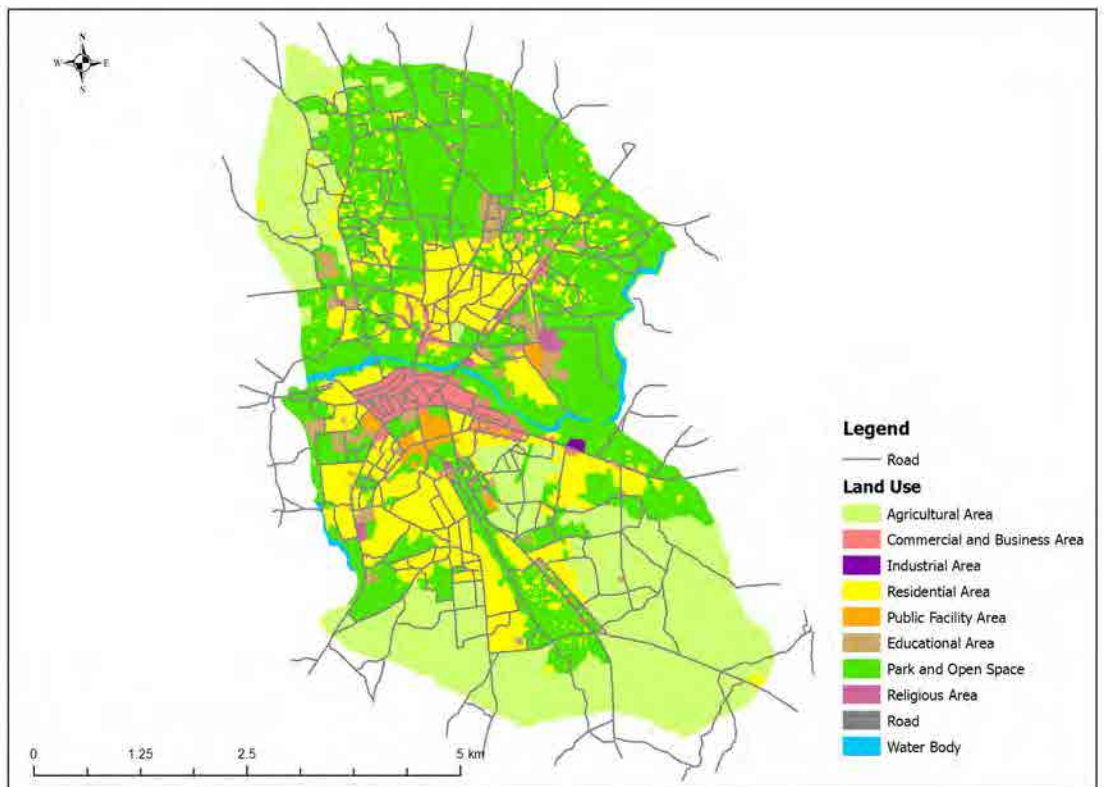 N
W E
S
Legend
Road
Land Use
Agricultural Area
Commercial and Business Area
Industrial Area
Residential Area
Public Facility Area
Educational Area
Park and Open Space
Religious Area
Road
Water Body
0 1.25 2.5 5 km